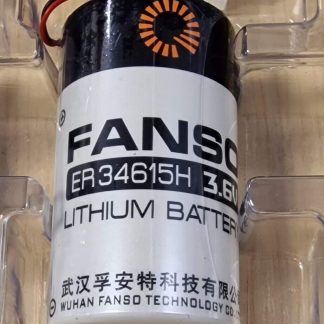 FANSO
ER34615H 3.6V
LITHIUM BATTER
武汉孚安特科技有限公
WUHAN FANSO TECHNOLOGY CO.